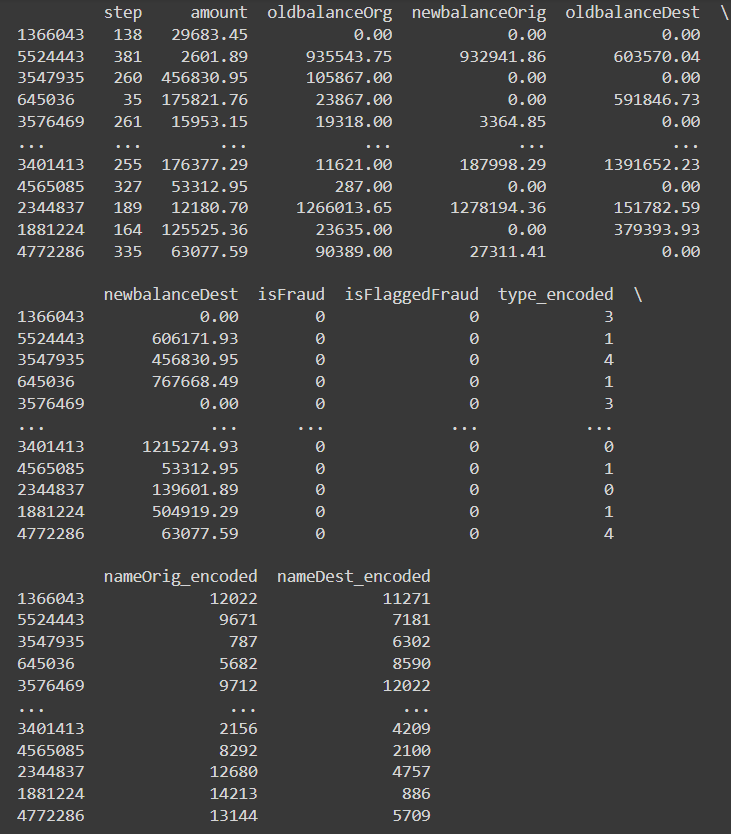 step amount oldbalanceOrg newbalanceOrig oldbalanceDest \
1366043 138 29683.45 0.00 0.00 0.00
5524443 381 2601.89 935543.75 932941.86 603570.04
3547935 260 456830.95 105867.00 0.00 0.00
645036 35 175821.76 23867.00 0.00 591846.73
3576469 261 15953.15 19318.00 3364.85 0.00
... ... ... ... ... ...
3401413 255 176377.29 11621.00 187998.29 1391652.23
4565085 327 53312.95 287.00 0.00 0.00
2344837 189 12180.70 1266013.65 1278194.36 151782.59
1881224 164 125525.36 23635.00 0.00 379393.93
4772286 335 63077.59 90389.00 27311.41 0.00
newbalanceDest isFraud isFlaggedFraud type_encoded \
1366043 0.00 0 0 3
5524443 606171.93 0 0 1
3547935 456830.95 0 0 4
645036 767668.49 0 0 1
3576469 0.00 0 0 3
... ... ... ... ...
3401413 1215274.93 0 0 0
4565085 53312.95 0 0 1
2344837 139601.89 0 0 0
1881224 504919.29 0 0 1
4772286 63077.59 0 0 4
nameOrig_encoded nameDest_encoded
1366043 12022 11271
5524443 9671 7181
3547935 787 6302
645036 5682 8590
3576469 9712 12022
... ... ...
3401413 2156 4209
4565085 8292 2100
2344837 12680 4757
1881224 14213 886
4772286 13144 5709